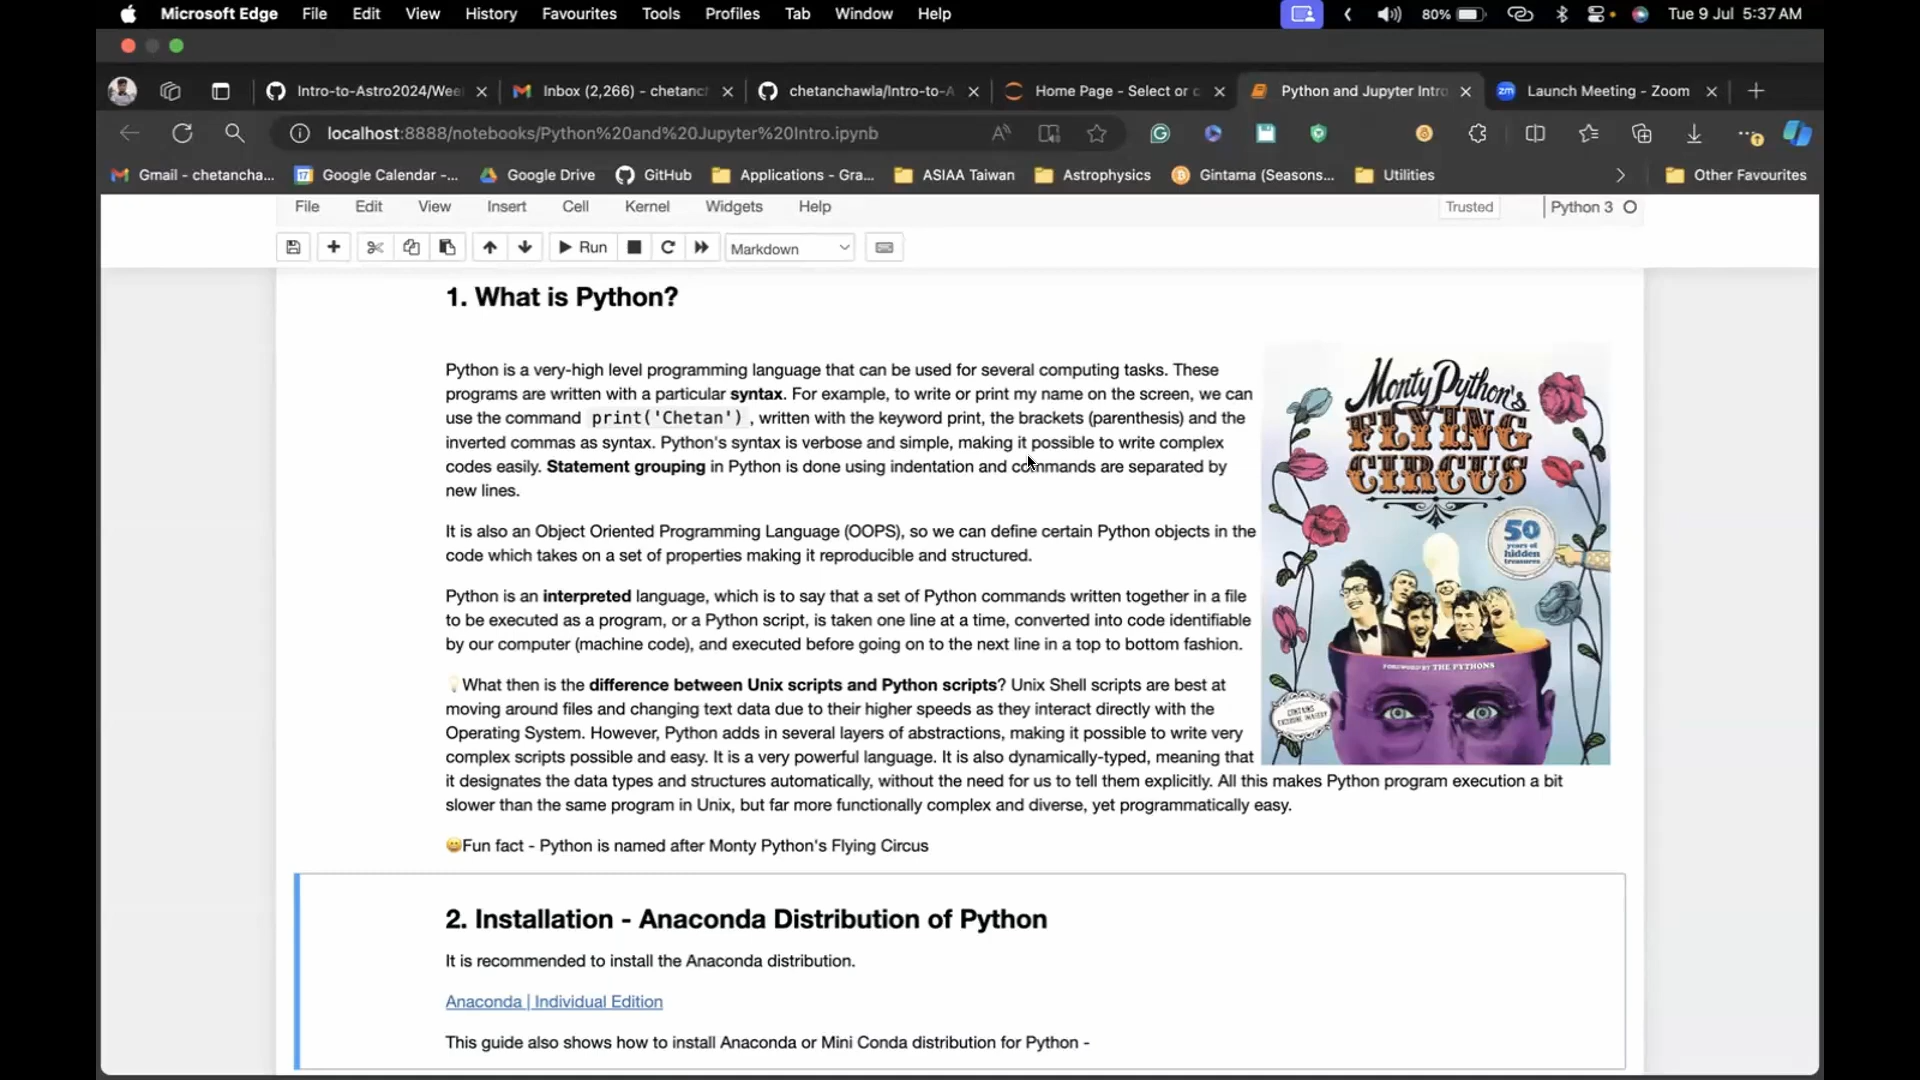 Microsoft Edge File Edit View History Favourites Tools Profiles Tab Window Help 80% Tue 9 Jul 5:37 AM
Intro-to-Astro2024/Wee Inbox (2,266) - chetanc chetanchawla/Intro-to-A Home Page - Select or c Python and Jupyter Intro zm Launch Meeting - Zoom
localhost:8888/notebooks/Python%20and%20Jupyter%20Intro.ipynb
Gmail - chetancha... 17 Google Calendar -... Google Drive GitHub Applications - Gra... ASIAA Taiwan Astrophysics Gintama (Seasons... Utilities Other Favourites
File Edit View Insert Cell Kernel Widgets Help Trusted Python 3
Run Markdown
1. What is Python?
Python is a very-high level programming language that can be used for several computing tasks. These
programs are written with a particular syntax. For example, to write or print my name on the screen, we can
use the command print('Chetan') , written with the keyword print, the brackets (parenthesis) and the
inverted commas as syntax. Python's syntax is verbose and simple, making it possible to write complex
codes easily. Statement grouping in Python is done using indentation and commands are separated by
new lines.
It is also an Object Oriented Programming Language (OOPS), so we can define certain Python objects in the
code which takes on a set of properties making it reproducible and structured.
Python is an interpreted language, which is to say that a set of Python commands written together in a file
to be executed as a program, or a Python script, is taken one line at a time, converted into code identifiable
by our computer (machine code), and executed before going on to the next line in a top to bottom fashion.
💡What then is the difference between Unix scripts and Python scripts? Unix Shell scripts are best at
moving around files and changing text data due to their higher speeds as they interact directly with the
Operating System. However, Python adds in several layers of abstractions, making it possible to write very
complex scripts possible and easy. It is a very powerful language. It is also dynamically-typed, meaning that
it designates the data types and structures automatically, without the need for us to tell them explicitly. All this makes Python program execution a bit
slower than the same program in Unix, but far more functionally complex and diverse, yet programmatically easy.
😀Fun fact - Python is named after Monty Python's Flying Circus
Monty Python's
FLYING
CIRCUS
50
years of
hidden
treasures
FOREWORD BY THE PYTHONS
2. Installation - Anaconda Distribution of Python
It is recommended to install the Anaconda distribution.
Anaconda | Individual Edition
This guide also shows how to install Anaconda or Mini Conda distribution for Python -